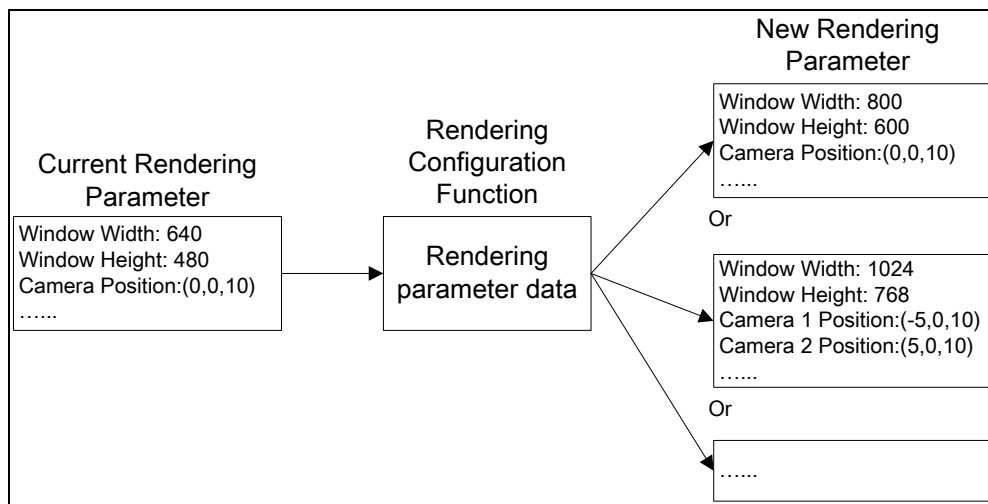 Current Rendering
Parameter
Window Width: 640
Window Height: 480
Camera Position:(0,0,10)
…...
Rendering
Configuration
Function
Rendering
parameter data
New Rendering
Parameter
Window Width: 800
Window Height: 600
Camera Position:(0,0,10)
…...
Or
Window Width: 1024
Window Height: 768
Camera 1 Position:(-5,0,10)
Camera 2 Position:(5,0,10)
…...
Or
…...